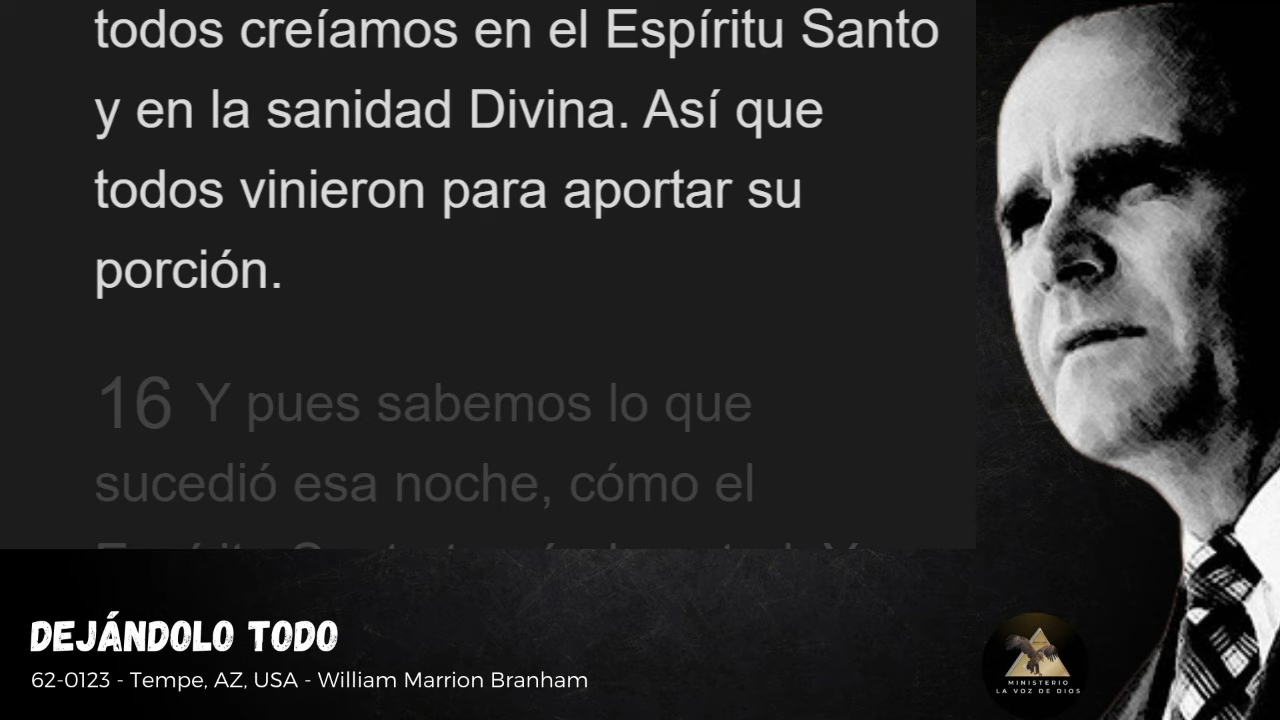 todos creíamos en el Espíritu Santo
y en la sanidad Divina. Así que
todos vinieron para aportar su
porción.
16 Y pues sabemos lo que
sucedió esa noche, cómo el
DEJÁNDOLO TODO
62-0123 - Tempe, AZ, USA - William Marrion Branham
MINISTERIO
LA VOZ DE DIOS